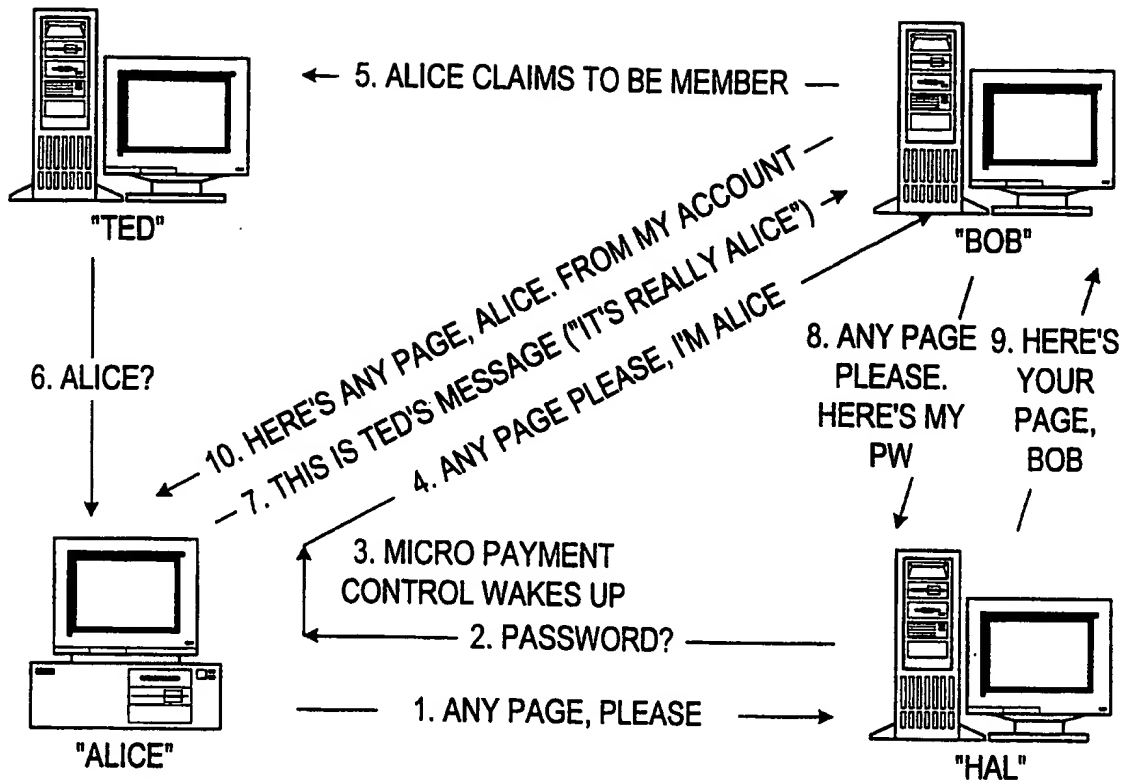 5. ALICE CLAIMS TO BE MEMBER
"TED"
"BOB"
10. HERE'S ANY PAGE, ALICE. FROM MY ACCOUNT
7. THIS IS TED'S MESSAGE ("IT'S REALLY ALICE")
4. ANY PAGE PLEASE, I'M ALICE
6. ALICE?
8. ANY PAGE
PLEASE.
HERE'S MY
PW
9. HERE'S
YOUR
PAGE,
BOB
3. MICRO PAYMENT
CONTROL WAKES UP
2. PASSWORD?
1. ANY PAGE, PLEASE
"ALICE"
"HAL"